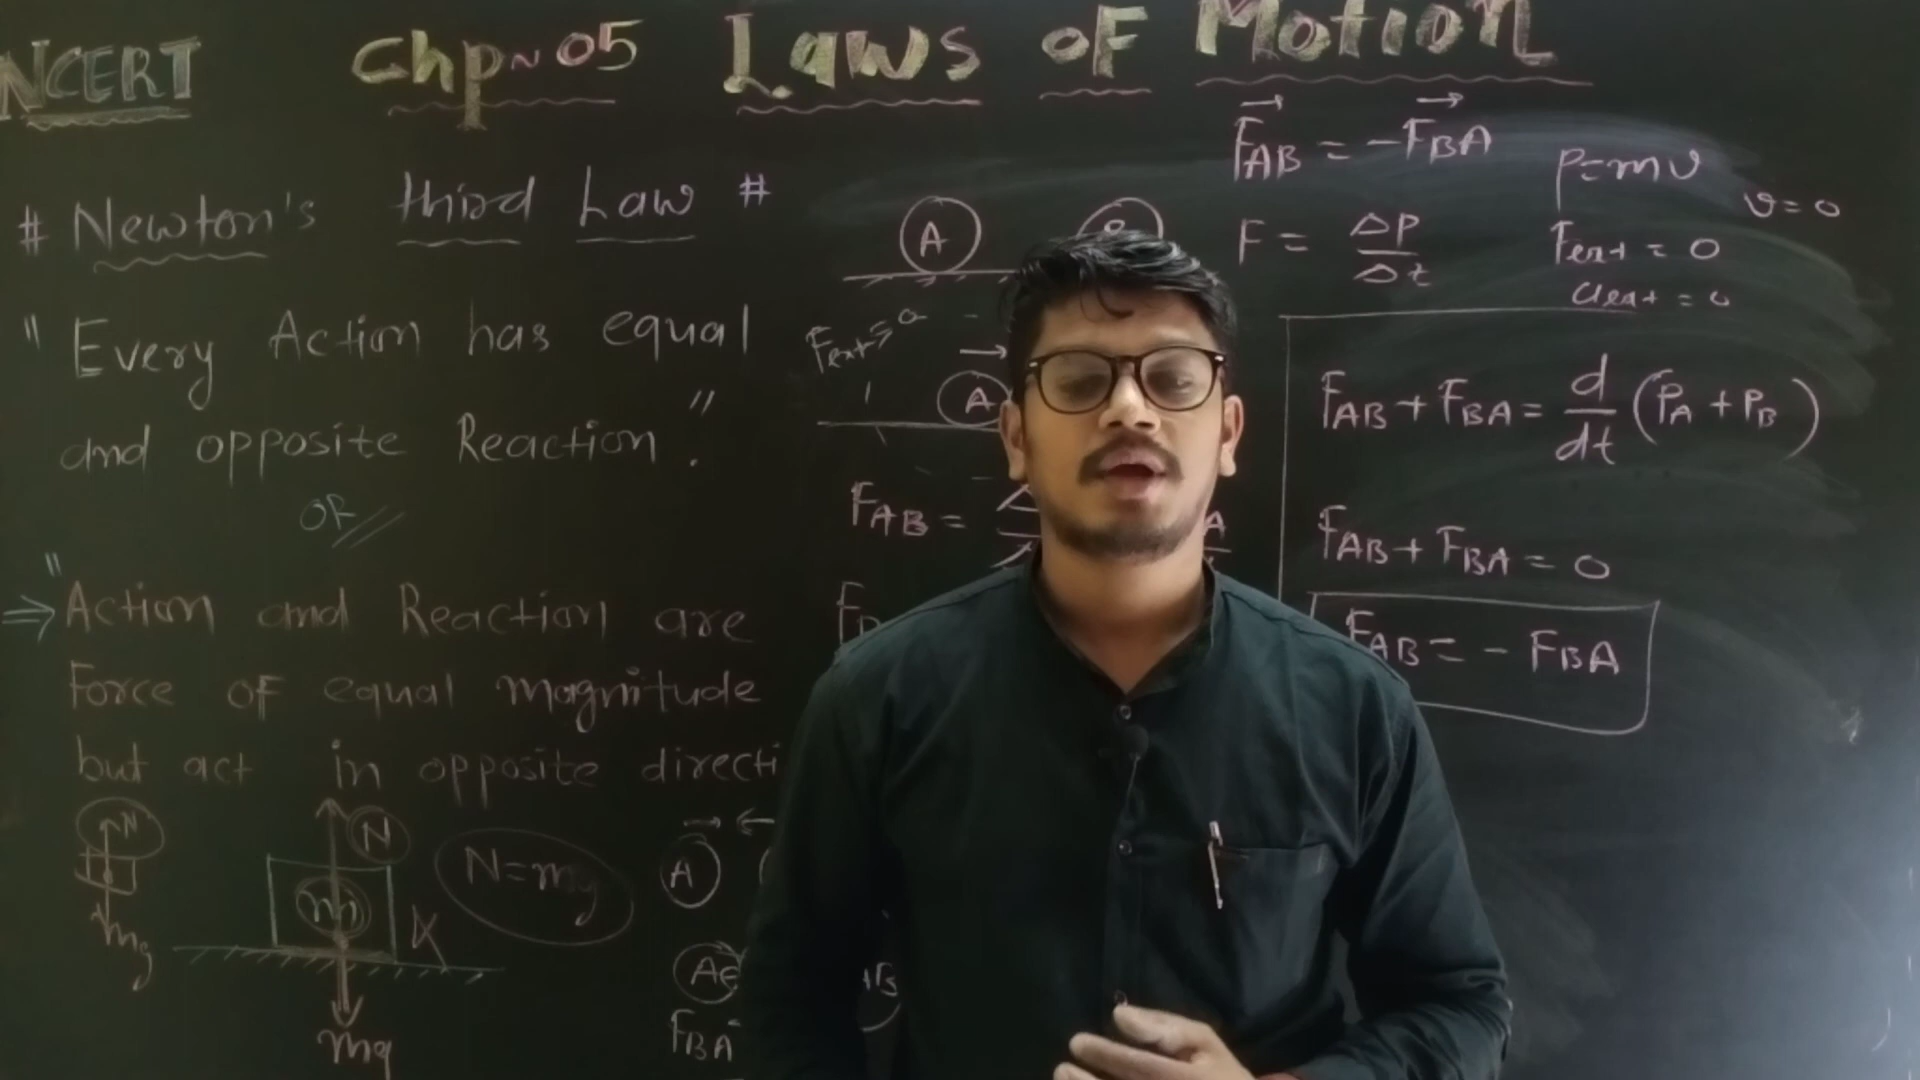 NCERT Chp~05 Laws of Motion
# Newton's third Law #
" Every Action has equal
and opposite Reaction."
OR //
"
⇒ Action and Reaction are
Force of equal magnitude
but act in opposite
N
mg
N
m
mg
N=mg
A
A
FBA
A
Fext = 0
A
FAB =
FAB = -FBA
F = ΔP/Δt
P=mv
v=0
Fext = 0
aext = 0
FAB + FBA = d/dt (PA + PB)
FAB + FBA = 0
FAB = - FBA